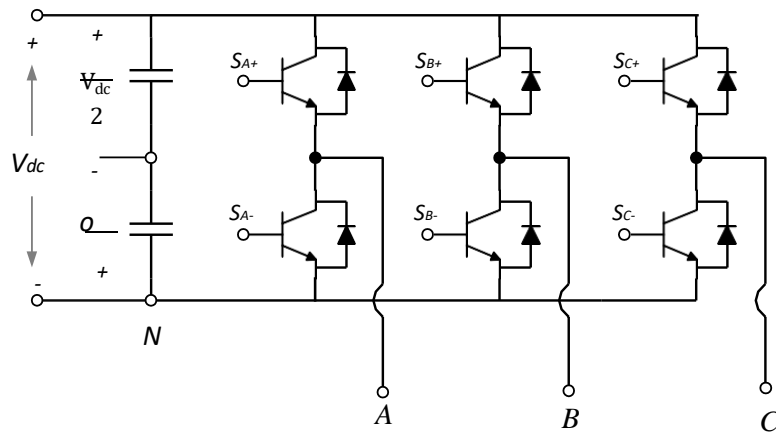 + +
SA+ SB+ SC+
Vdc
2
Vdc
-
SA- SB- SC-
o
+
-
N
A B C